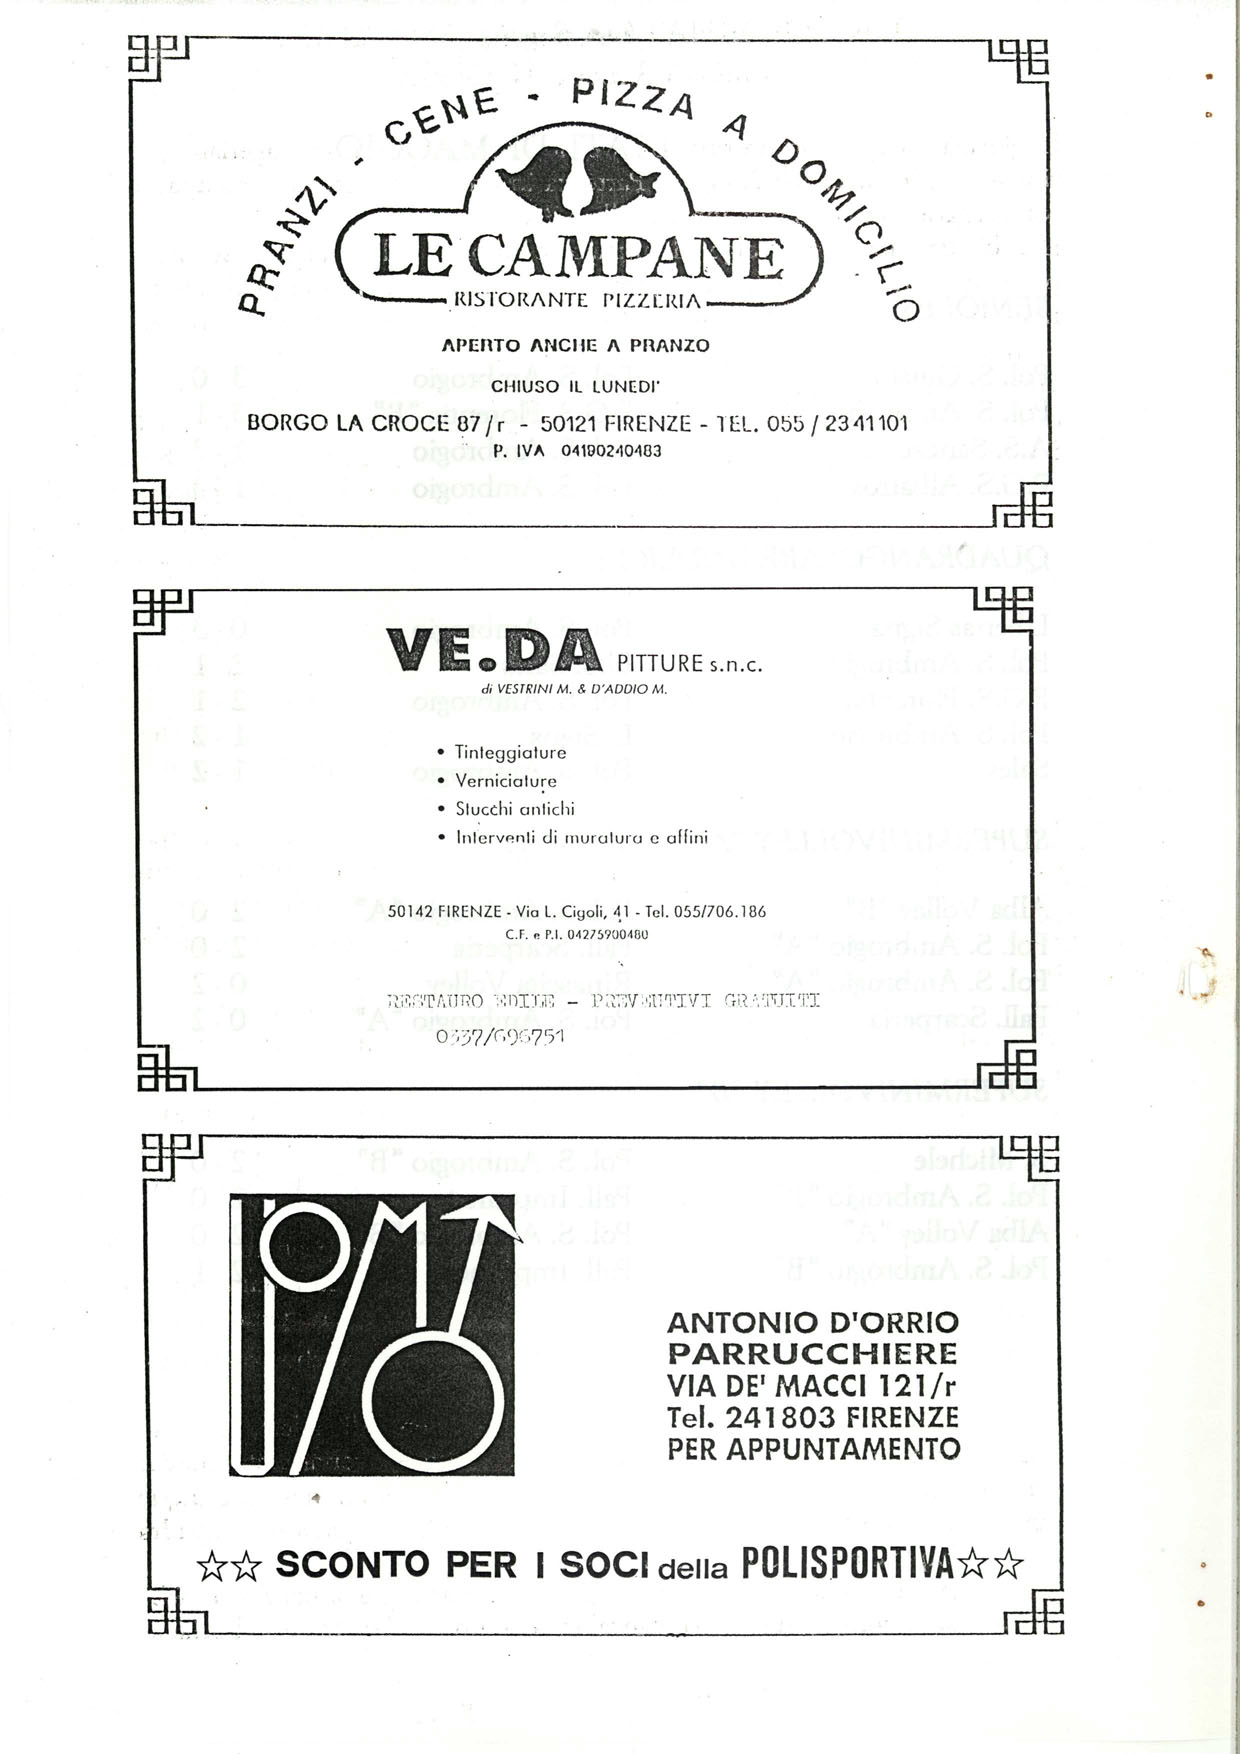 PRANZI - CENE - PIZZA A DOMICILIO
LE CAMPANE
RISTORANTE PIZZERIA
APERTO ANCHE A PRANZO
CHIUSO IL LUNEDI'
BORGO LA CROCE 87/r - 50121 FIRENZE - TEL. 055 / 2341101
P. IVA 04190240483
VE.DA PITTURE s.n.c.
di VESTRINI M. & D'ADDIO M.
• Tinteggiature
• Verniciature
• Stucchi antichi
• Interventi di muratura e affini
50142 FIRENZE - Via L. Cigoli, 41 - Tel. 055/706.186
C.F. e P.I. 04275900480
RESTAURO EDILE - PREVENTIVI GRATUITI
0337/696751
ANTONIO D'ORRIO
PARRUCCHIERE
VIA DE' MACCI 121/r
Tel. 241803 FIRENZE
PER APPUNTAMENTO
☆☆ SCONTO PER I SOCI della POLISPORTIVA☆☆